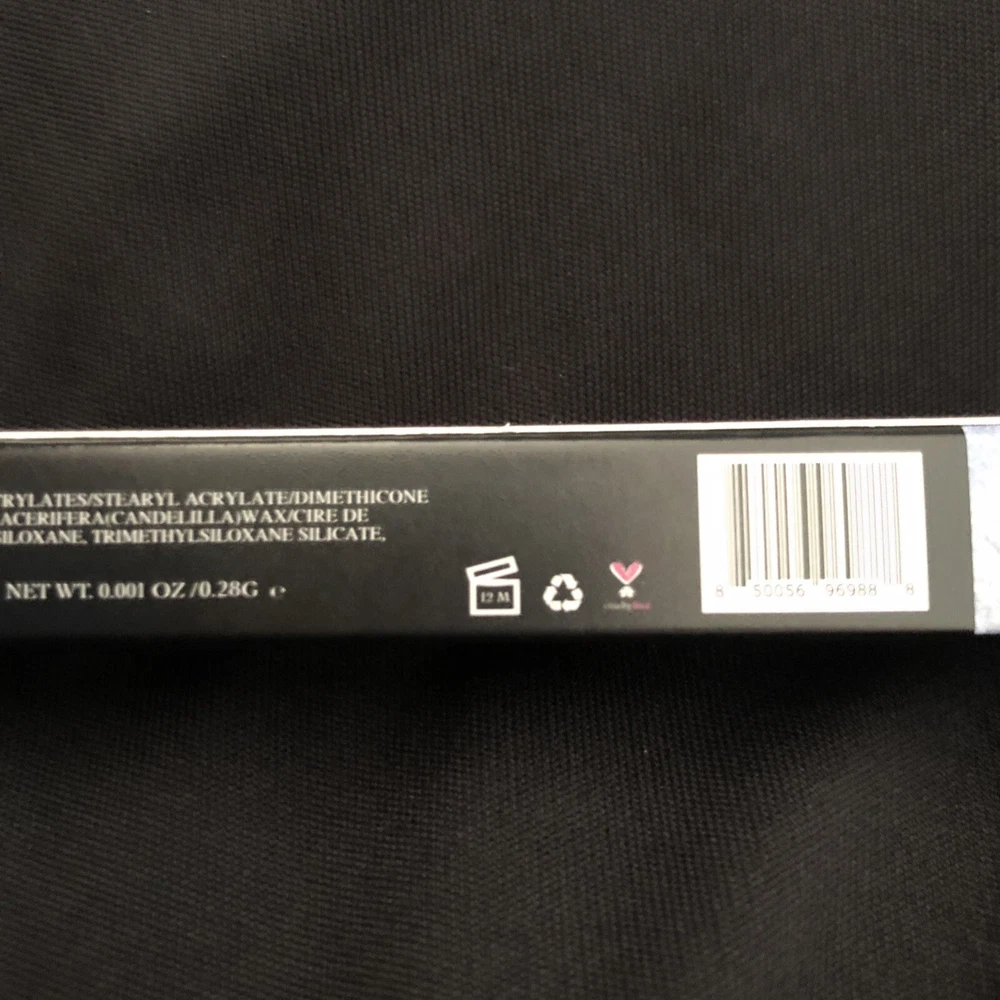 TRYLATES/STEARYL ACRYLATE/DIMETHICONE
ACERIFERA(CANDELILLA)WAX/CIRE DE
SILOXANE, TRIMETHYLSILOXANE SILICATE,
NET WT. 0.001 OZ /0.28G e
12 M
crueltyfree
8 50056 96988 8